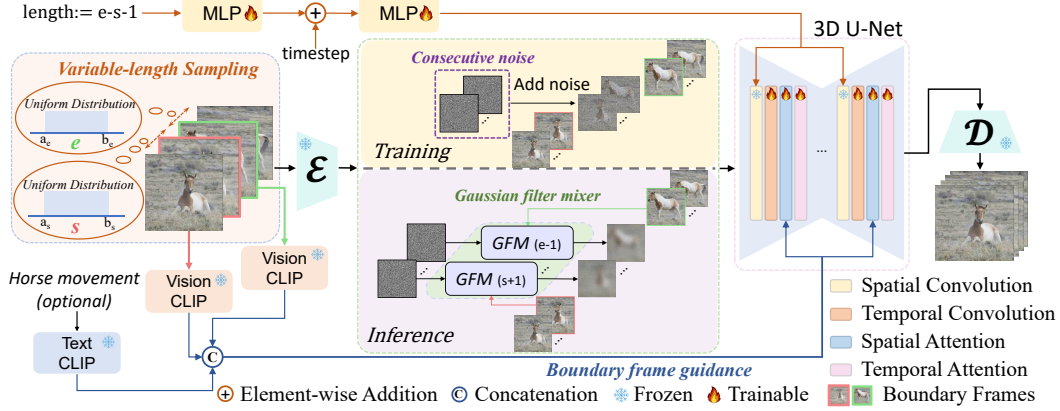 length:= e-s-1
MLP
timestep
MLP
3D U-Net
Variable-length Sampling
Uniform Distribution
a_e
e
b_e
Uniform Distribution
a_s
s
b_s
ℰ
Consecutive noise
Add noise
Training
Gaussian filter mixer
GFM (e-1)
GFM (s+1)
Inference
...
𝒟
Horse movement
(optional)
Vision
CLIP
Vision
CLIP
Text
CLIP
C
Boundary frame guidance
Spatial Convolution
Temporal Convolution
Spatial Attention
Temporal Attention
Element-wise Addition
C Concatenation
Frozen
Trainable
Boundary Frames